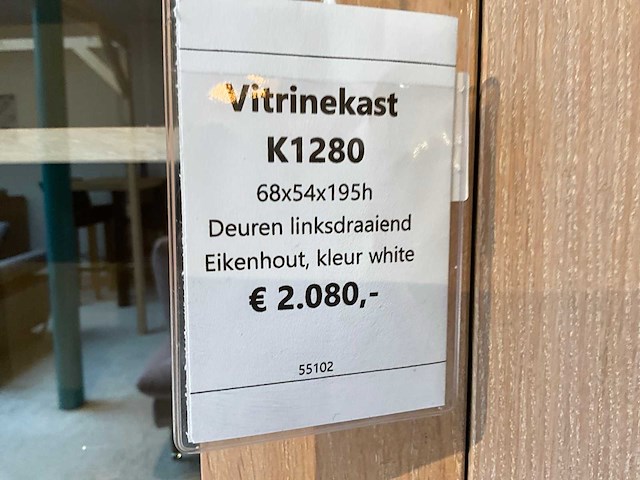 Vitrinekast
K1280
68x54x195h
Deuren linksdraaiend
Eikenhout, kleur white
€ 2.080,-
55102